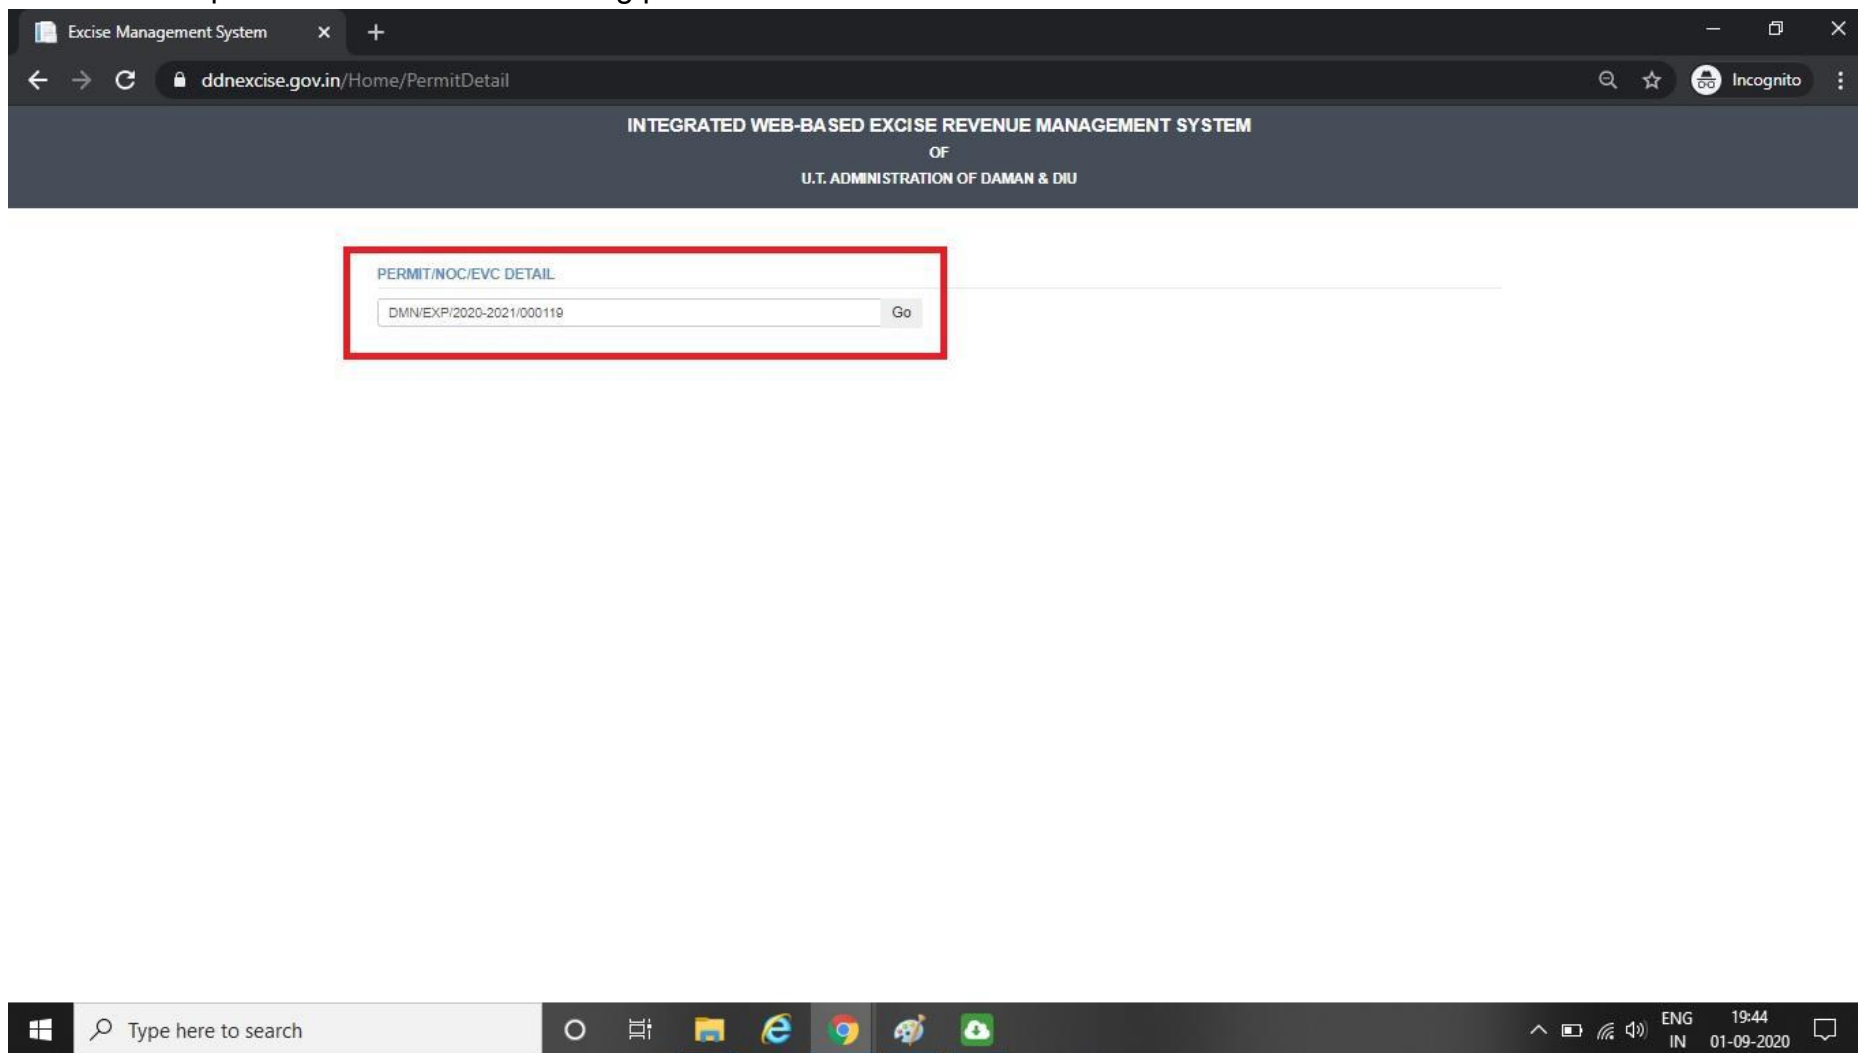 Excise Management System
ddnexcise.gov.in/Home/PermitDetail
Incognito
INTEGRATED WEB-BASED EXCISE REVENUE MANAGEMENT SYSTEM
OF
U.T. ADMINISTRATION OF DAMAN & DIU
PERMIT/NOC/EVC DETAIL
DMN/EXP/2020-2021/000119 Go
Type here to search
ENG 19:44
IN 01-09-2020